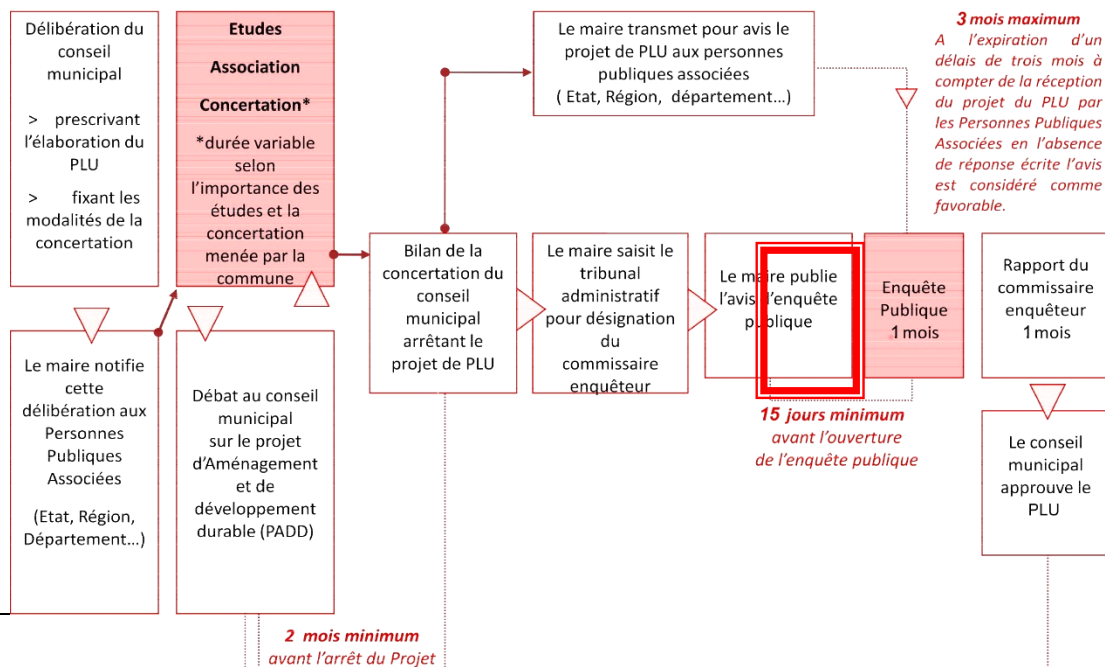 Délibération du
conseil
municipal
> prescrivant
l'élaboration du
PLU
> fixant les
modalités de la
concertation
Etudes
Association
Concertation*
*durée variable
selon
l'importance des
études et la
concertation
menée par la
commune
Le maire transmet pour avis le
projet de PLU aux personnes
publiques associées
( Etat, Région, département...)
3 mois maximum
A l'expiration d'un
délais de trois mois à
compter de la réception
du projet du PLU par
les Personnes Publiques
Associées en l'absence
de réponse écrite l'avis
est considéré comme
favorable.
Le maire notifie
cette
délibération aux
Personnes
Publiques
Associées
(Etat, Région,
Département...)
Débat au conseil
municipal
sur le projet
d'Aménagement
et de
développement
durable (PADD)
Bilan de la
concertation du
conseil
municipal
arrêtant le
projet de PLU
Le maire saisit le
tribunal
administratif
pour désignation
du
commissaire
enquêteur
Le maire publie
l'avis d'enquête
publique
Enquête
Publique
1 mois
Rapport du
commissaire
enquêteur
1 mois
15 jours minimum
avant l'ouverture
de l'enquête publique
Le conseil
municipal
approuve le
PLU
2 mois minimum
avant l'arrêt du Projet